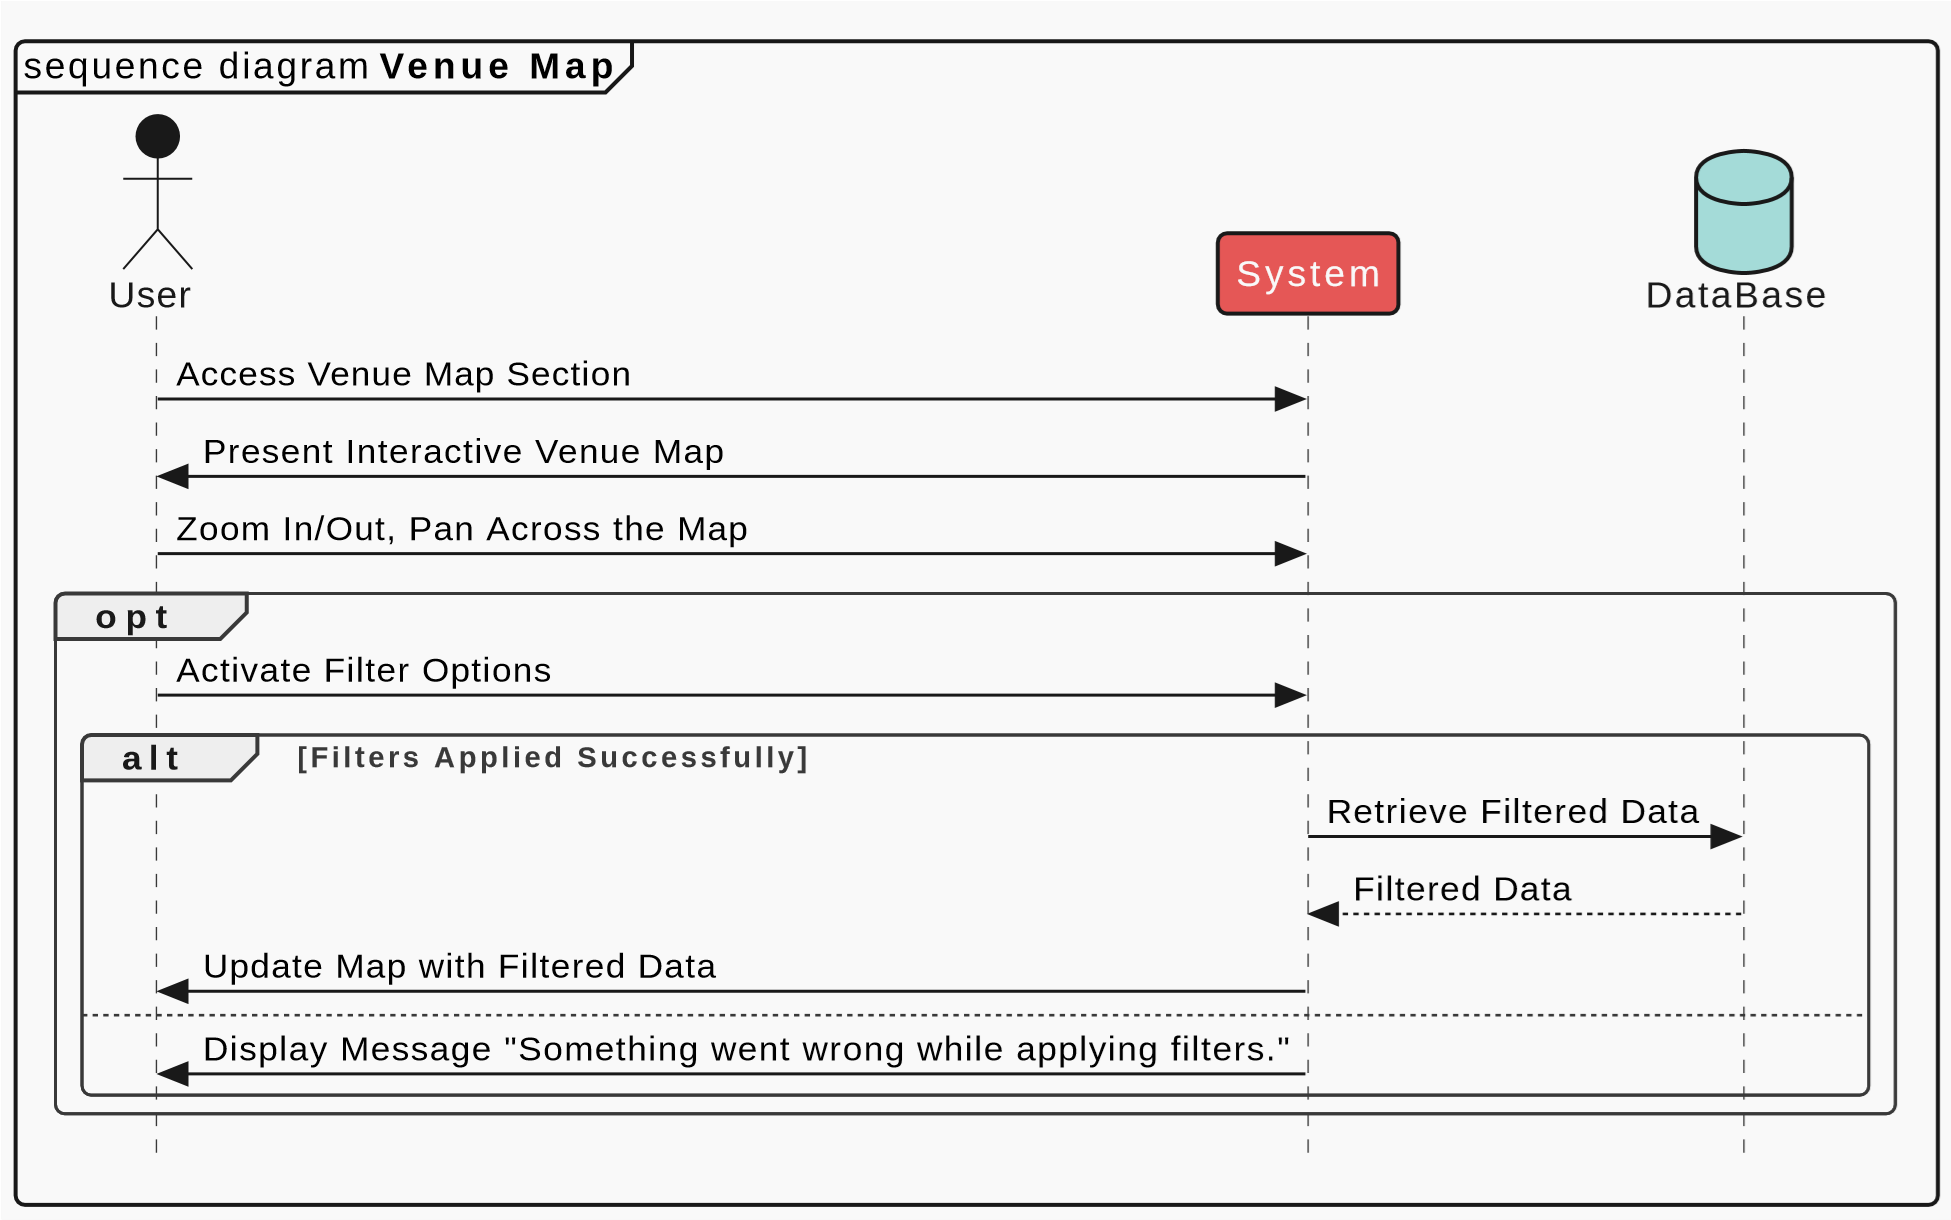 sequence diagram Venue Map
User
System
DataBase
Access Venue Map Section
Present Interactive Venue Map
Zoom In/Out, Pan Across the Map
opt
Activate Filter Options
alt [Filters Applied Successfully]
Retrieve Filtered Data
Filtered Data
Update Map with Filtered Data
Display Message "Something went wrong while applying filters."